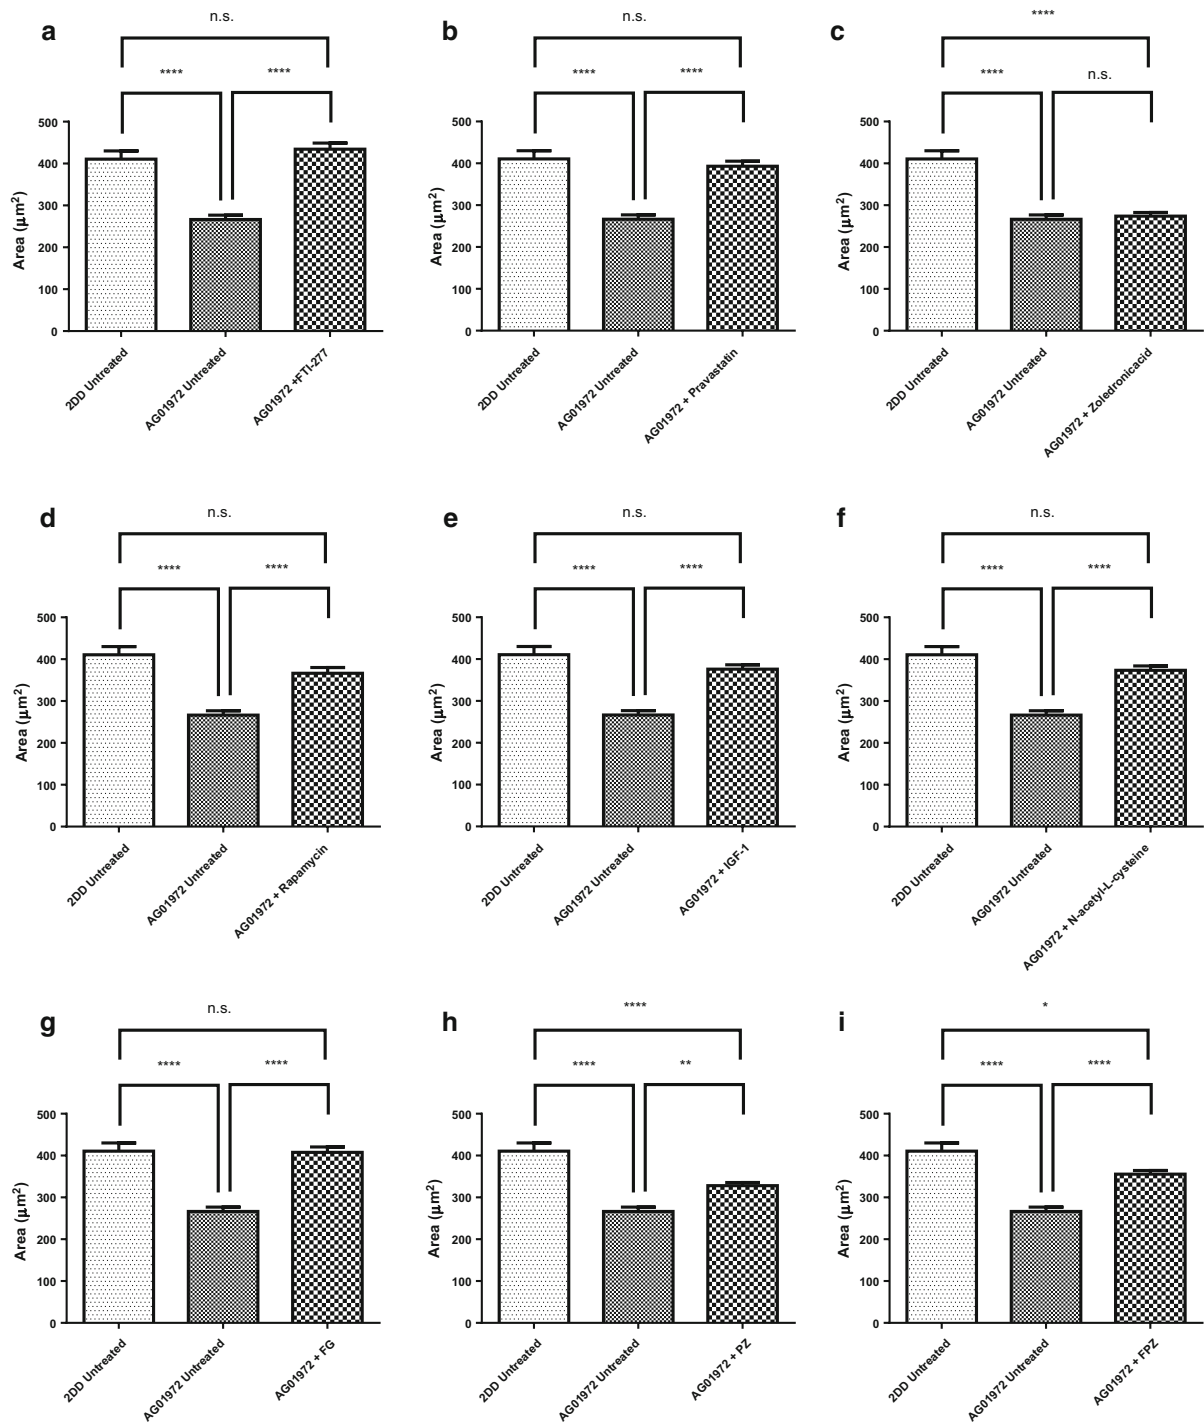 a
n.s.
****
****
Area (μm²)
500
400
300
200
100
0
2DD Untreated
AG01972 Untreated
AG01972 +FTI-277
b
n.s.
****
****
Area (μm²)
500
400
300
200
100
0
2DD Untreated
AG01972 Untreated
AG01972 + Pravastatin
c
****
****
n.s.
Area (μm²)
500
400
300
200
100
0
2DD Untreated
AG01972 Untreated
AG01972 + Zoledronicacid
d
n.s.
****
****
Area (μm²)
500
400
300
200
100
0
2DD Untreated
AG01972 Untreated
AG01972 + Rapamycin
e
n.s.
****
****
Area (μm²)
500
400
300
200
100
0
2DD Untreated
AG01972 Untreated
AG01972 + IGF-1
f
n.s.
****
****
Area (μm²)
500
400
300
200
100
0
2DD Untreated
AG01972 Untreated
AG01972 + N-acetyl-L-cysteine
g
n.s.
****
****
Area (μm²)
500
400
300
200
100
0
2DD Untreated
AG01972 Untreated
AG01972 + FG
h
****
****
**
Area (μm²)
500
400
300
200
100
0
2DD Untreated
AG01972 Untreated
AG01972 + PZ
i
*
****
****
Area (μm²)
500
400
300
200
100
0
2DD Untreated
AG01972 Untreated
AG01972 + FPZ